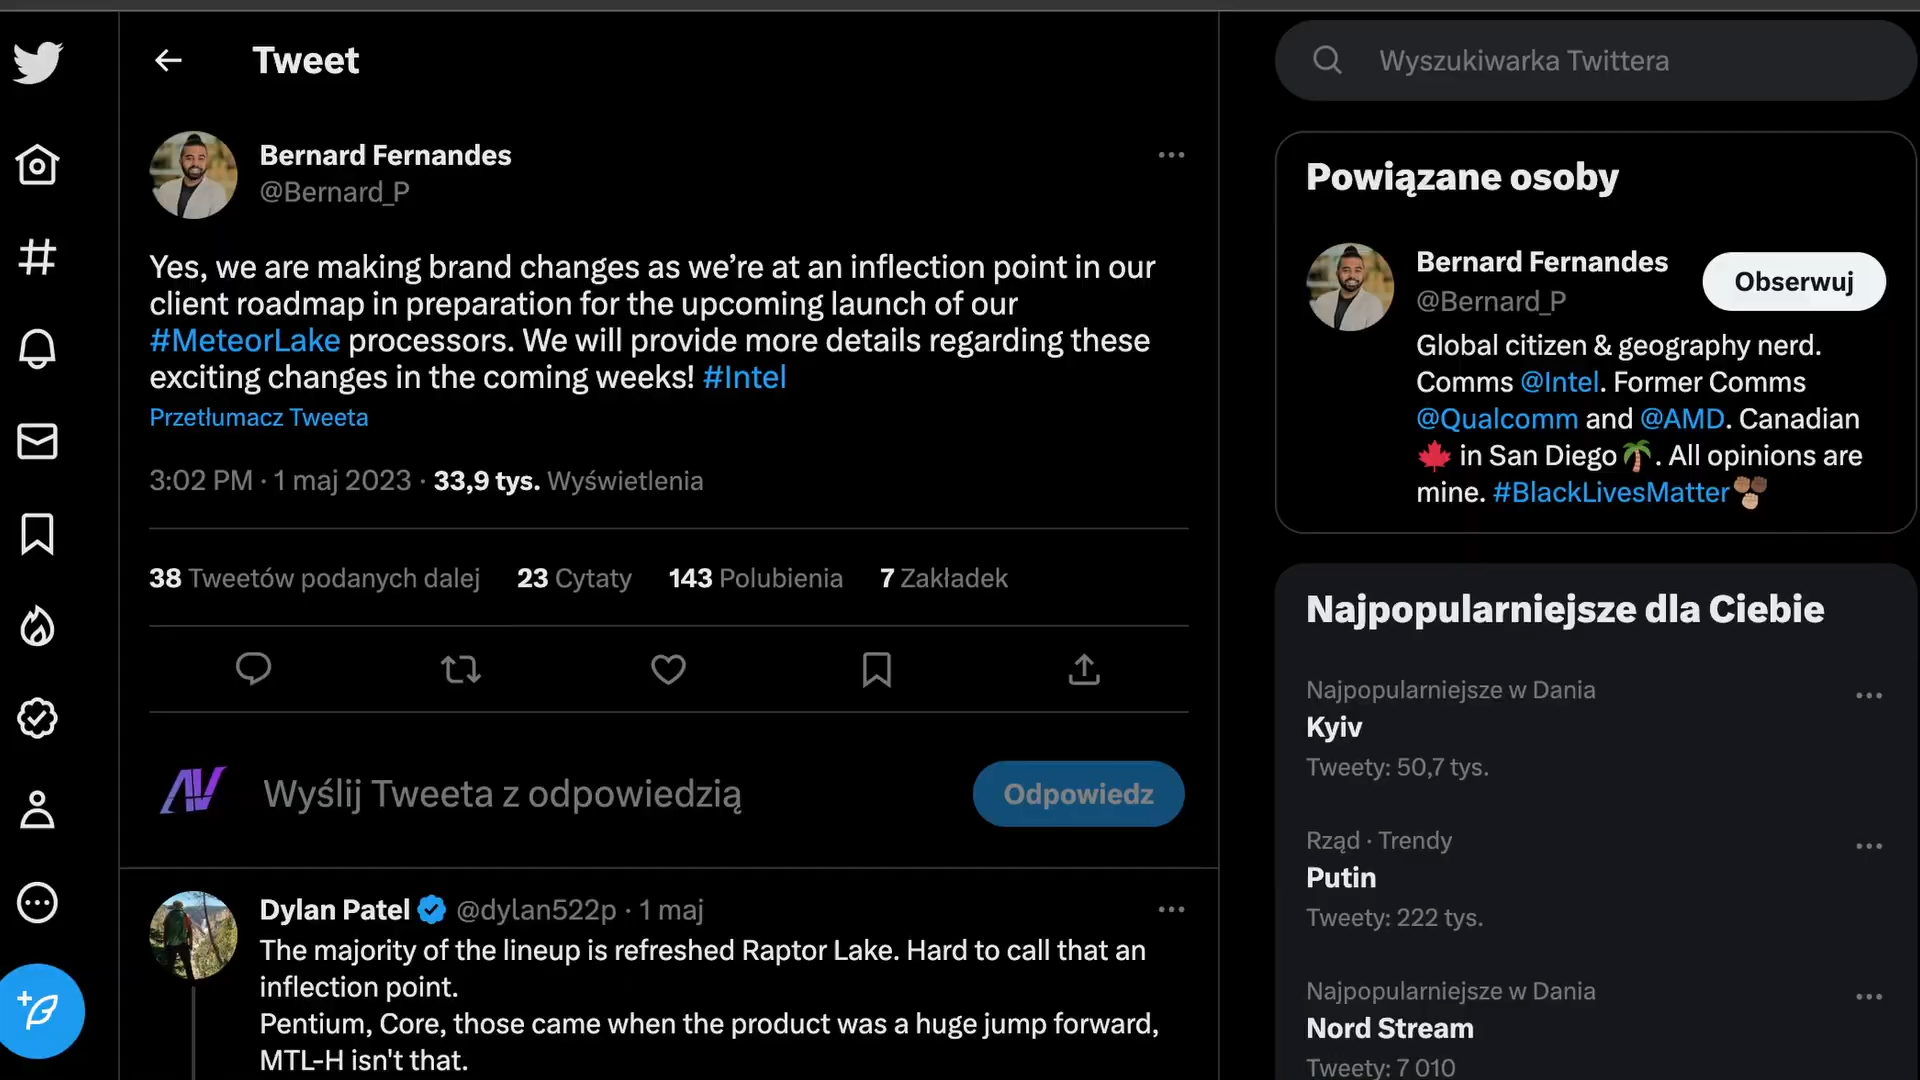 Tweet
Bernard Fernandes
@Bernard_P
Yes, we are making brand changes as we’re at an inflection point in our
client roadmap in preparation for the upcoming launch of our
#MeteorLake processors. We will provide more details regarding these
exciting changes in the coming weeks! #Intel
Przetłumacz Tweeta
3:02 PM · 1 maj 2023 · 33,9 tys. Wyświetlenia
38 Tweetów podanych dalej 23 Cytaty 143 Polubienia 7 Zakładek
Wyślij Tweeta z odpowiedzią
Odpowiedz
Dylan Patel @dylan522p · 1 maj
The majority of the lineup is refreshed Raptor Lake. Hard to call that an
inflection point.
Pentium, Core, those came when the product was a huge jump forward,
MTL-H isn't that.
Wyszukiwarka Twittera
Powiązane osoby
Bernard Fernandes
@Bernard_P
Obserwuj
Global citizen & geography nerd.
Comms @Intel. Former Comms
@Qualcomm and @AMD. Canadian
🍁 in San Diego🌴. All opinions are
mine. #BlackLivesMatter✊🏽✊🏾✊🏼
Najpopularniejsze dla Ciebie
Najpopularniejsze w Dania
Kyiv
Tweety: 50,7 tys.
Rząd · Trendy
Putin
Tweety: 222 tys.
Najpopularniejsze w Dania
Nord Stream
Tweety: 7 010